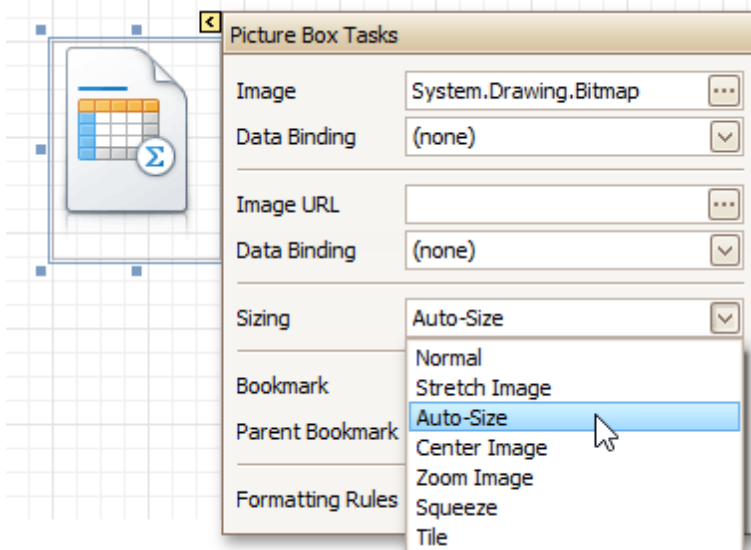 Picture Box Tasks
Image System.Drawing.Bitmap
Data Binding (none)
Image URL
Data Binding (none)
Sizing Auto-Size
Normal
Bookmark
Stretch Image
Auto-Size
Parent Bookmark
Center Image
Zoom Image
Formatting Rules
Squeeze
Tile
Σ